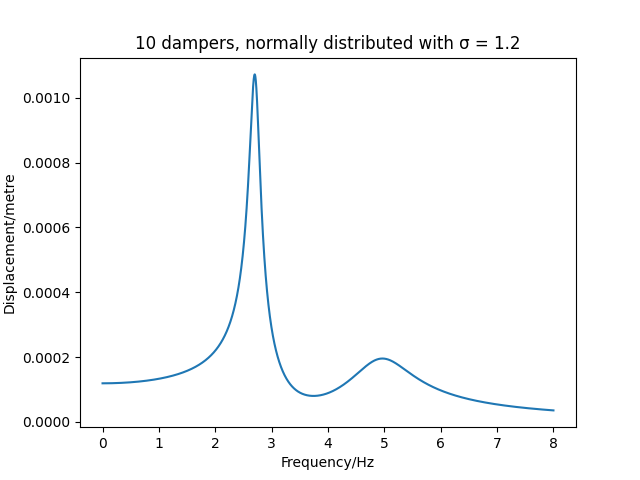 10 dampers, normally distributed with σ = 1.2
0.0010
0.0008
0.0006
0.0004
0.0002
0.0000
Displacement/metre
0 1 2 3 4 5 6 7 8
Frequency/Hz